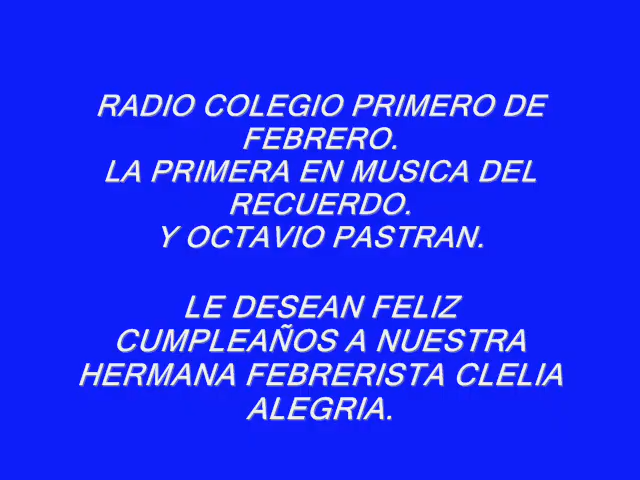 RADIO COLEGIO PRIMERO DE
FEBRERO.
LA PRIMERA EN MUSICA DEL
RECUERDO.
Y OCTAVIO PASTRAN.
LE DESEAN FELIZ
CUMPLEAÑOS A NUESTRA
HERMANA FEBRERISTA CLELIA
ALEGRIA.